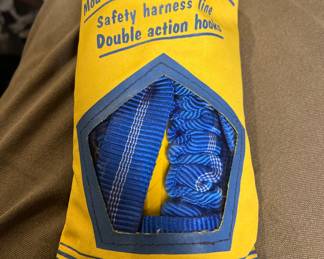 Safety harness line
Double action hooks